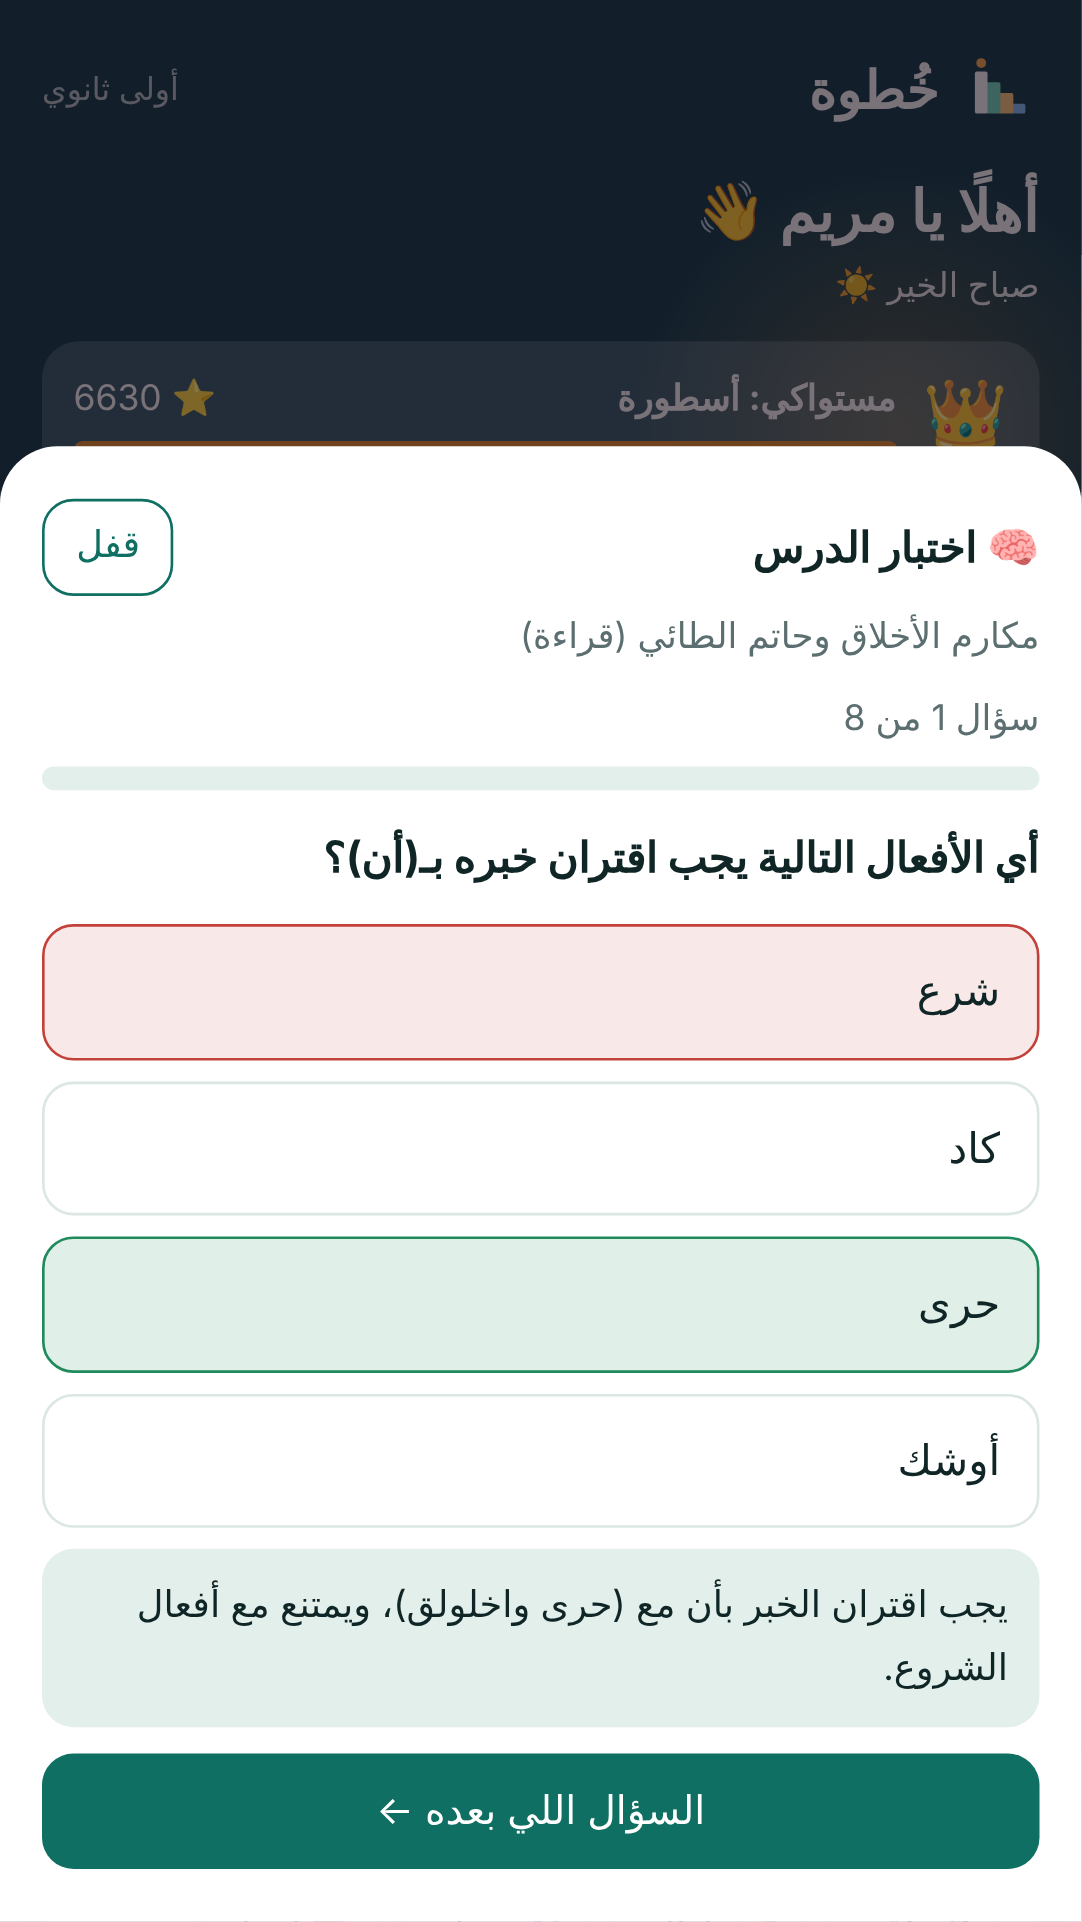 خُطوة
أولى ثانوي
أهلًا يا مريم 👋
صباح الخير ☀️
مستواكي: أسطورة
⭐ 6630
🧠 اختبار الدرس
قفل
مكارم الأخلاق وحاتم الطائي (قراءة)
سؤال 1 من 8
أي الأفعال التالية يجب اقتران خبره بـ(أن)؟
شرع
كاد
حرى
أوشك
يجب اقتران الخبر بأن مع (حرى واخلولق)، ويمتنع مع أفعال
الشروع.
السؤال اللي بعده ←